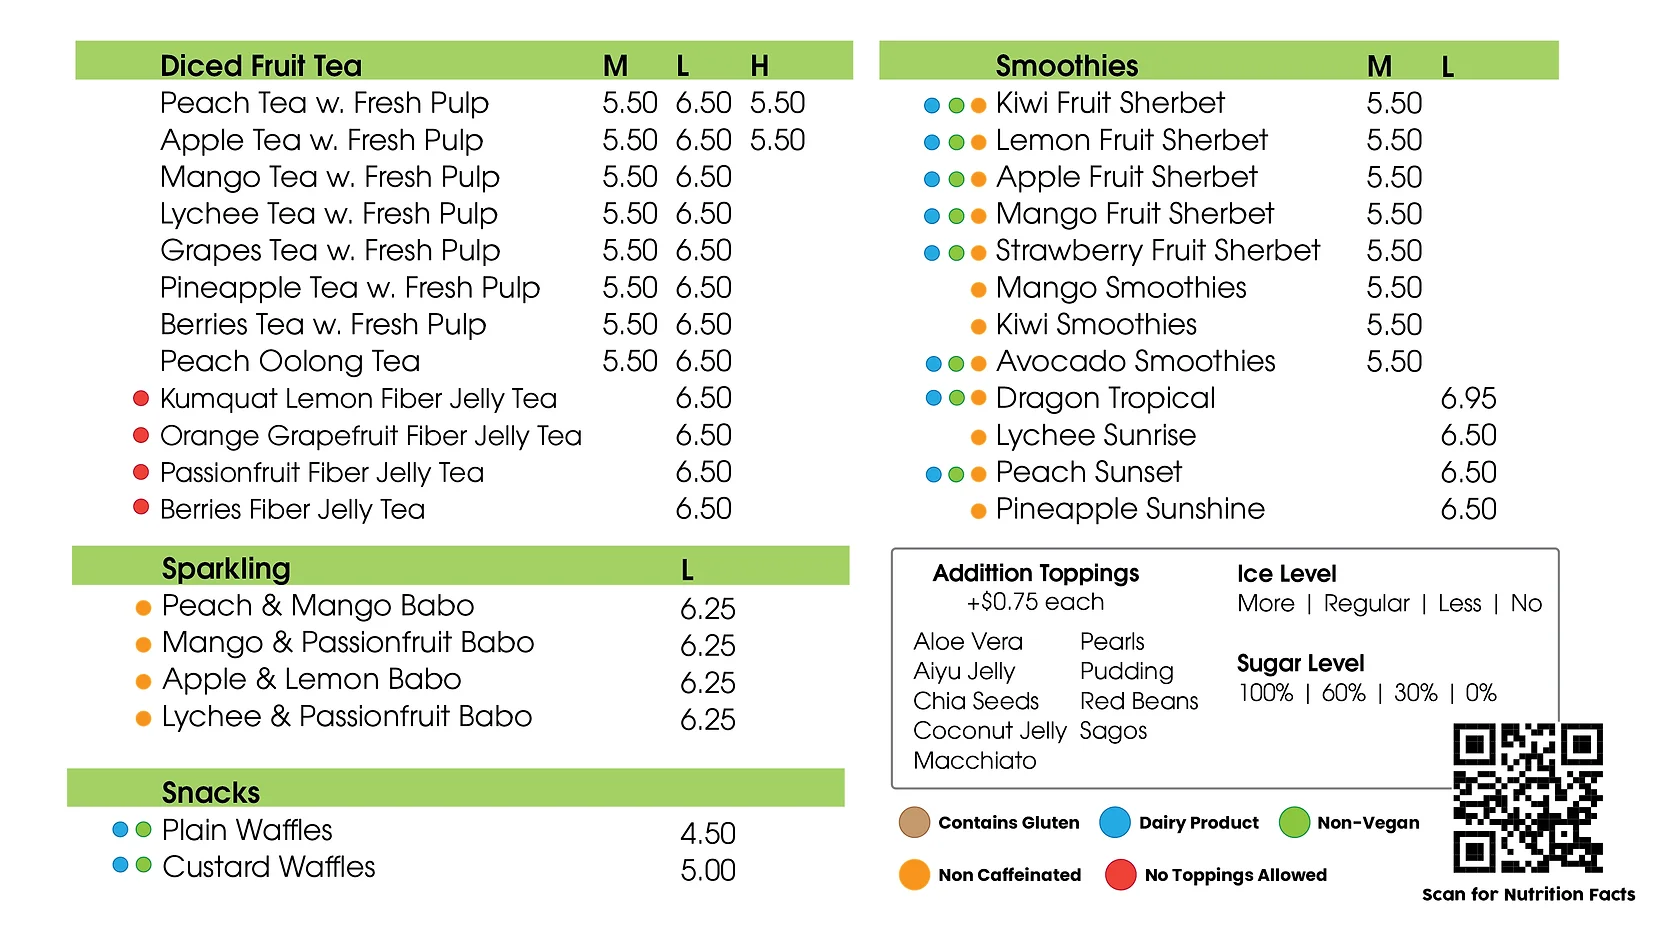 Diced Fruit Tea M L H
Peach Tea w. Fresh Pulp 5.50 6.50 5.50
Apple Tea w. Fresh Pulp 5.50 6.50 5.50
Mango Tea w. Fresh Pulp 5.50 6.50
Lychee Tea w. Fresh Pulp 5.50 6.50
Grapes Tea w. Fresh Pulp 5.50 6.50
Pineapple Tea w. Fresh Pulp 5.50 6.50
Berries Tea w. Fresh Pulp 5.50 6.50
Peach Oolong Tea 5.50 6.50
Kumquat Lemon Fiber Jelly Tea 6.50
Orange Grapefruit Fiber Jelly Tea 6.50
Passionfruit Fiber Jelly Tea 6.50
Berries Fiber Jelly Tea 6.50
Sparkling L
Peach & Mango Babo 6.25
Mango & Passionfruit Babo 6.25
Apple & Lemon Babo 6.25
Lychee & Passionfruit Babo 6.25
Snacks
Plain Waffles 4.50
Custard Waffles 5.00
Smoothies M L
Kiwi Fruit Sherbet 5.50
Lemon Fruit Sherbet 5.50
Apple Fruit Sherbet 5.50
Mango Fruit Sherbet 5.50
Strawberry Fruit Sherbet 5.50
Mango Smoothies 5.50
Kiwi Smoothies 5.50
Avocado Smoothies 5.50
Dragon Tropical 6.95
Lychee Sunrise 6.50
Peach Sunset 6.50
Pineapple Sunshine 6.50
Addittion Toppings
+$0.75 each
Aloe Vera Pearls
Aiyu Jelly Pudding
Chia Seeds Red Beans
Coconut Jelly Sagos
Macchiato
Ice Level
More | Regular | Less | No
Sugar Level
100% | 60% | 30% | 0%
Contains Gluten Dairy Product Non-Vegan
Non Caffeinated No Toppings Allowed
Scan for Nutrition Facts